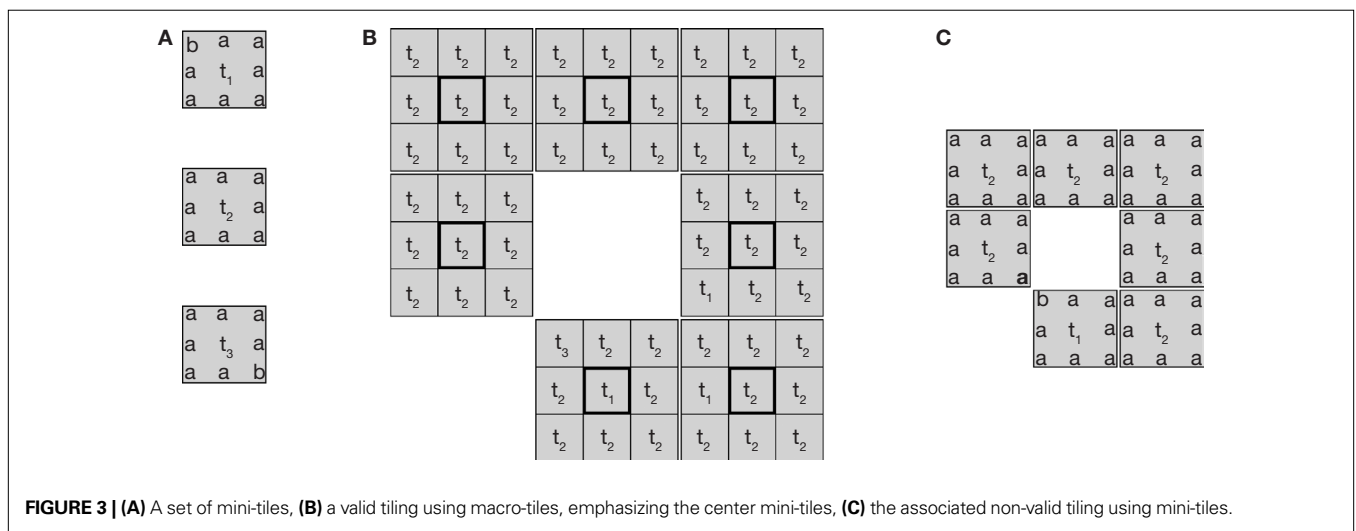 A
b a a
a t₁ a
a a a
a a a
a t₂ a
a a a
a a a
a t₃ a
a a b
B
t₂ t₂ t₂ t₂ t₂ t₂ t₂ t₂ t₂
t₂ t₂ t₂ t₂ t₂ t₂ t₂ t₂ t₂
t₂ t₂ t₂ t₂ t₂ t₂ t₂ t₂ t₂
t₂ t₂ t₂ t₂ t₂ t₂
t₂ t₂ t₂ t₂ t₂ t₂
t₂ t₂ t₂ t₁ t₂ t₂
t₃ t₂ t₂ t₂ t₂ t₂
t₂ t₁ t₂ t₁ t₂ t₂
t₂ t₂ t₂ t₂ t₂ t₂
C
a a a a a a a a a
a t₂ a a t₂ a a t₂ a
a a a a a a a a a
a a a a a a
a t₂ a a t₂ a
a a a a a a
b a a a a a
a t₁ a a t₂ a
a a a a a a
FIGURE 3 | (A) A set of mini-tiles, (B) a valid tiling using macro-tiles, emphasizing the center mini-tiles, (C) the associated non-valid tiling using mini-tiles.